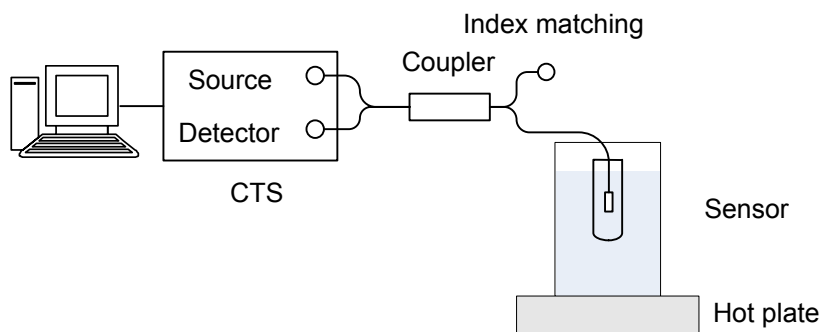 Index matching
Coupler
Source
Detector
CTS
Sensor
Hot plate